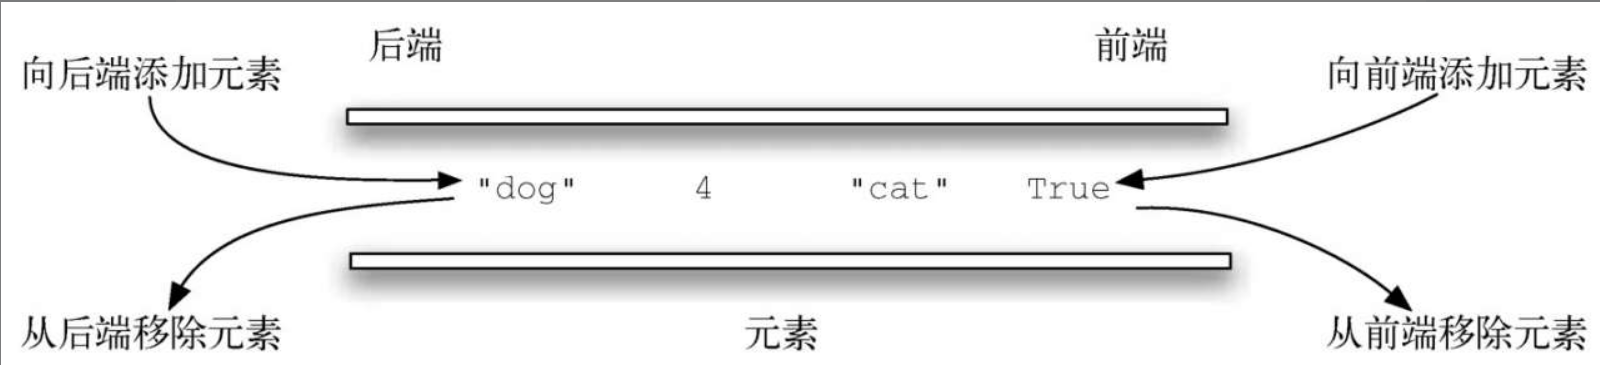 后端
前端
向后端添加元素
向前端添加元素
"dog" 4 "cat" True
从后端移除元素
元素
从前端移除元素